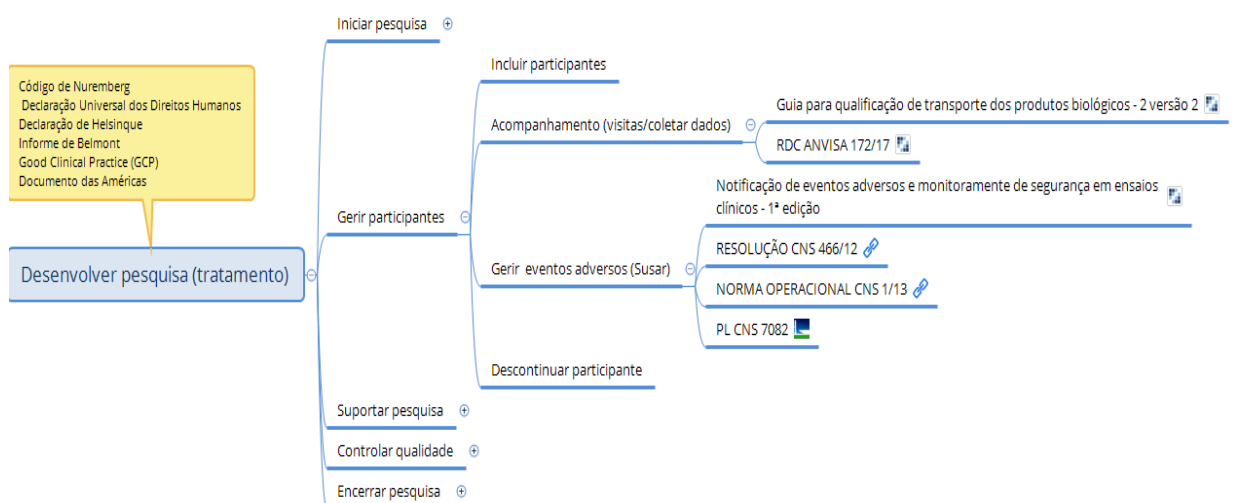 Iniciar pesquisa
Incluir participantes
Código de Nuremberg
Declaração Universal dos Direitos Humanos
Declaração de Helsinque
Informe de Belmont
Good Clinical Practice (GCP)
Documento das Américas
Acompanhamento (visitas/coletar dados)
Guia para qualificação de transporte dos produtos biológicos - 2 versão 2
RDC ANVISA 172/17
Gerir participantes
Notificação de eventos adversos e monitoramente de segurança em ensaios
clínicos - 1ª edição
Desenvolver pesquisa (tratamento)
Gerir eventos adversos (Susar)
RESOLUÇÃO CNS 466/12
NORMA OPERACIONAL CNS 1/13
PL CNS 7082
Descontinuar participante
Suportar pesquisa
Controlar qualidade
Encerrar pesquisa